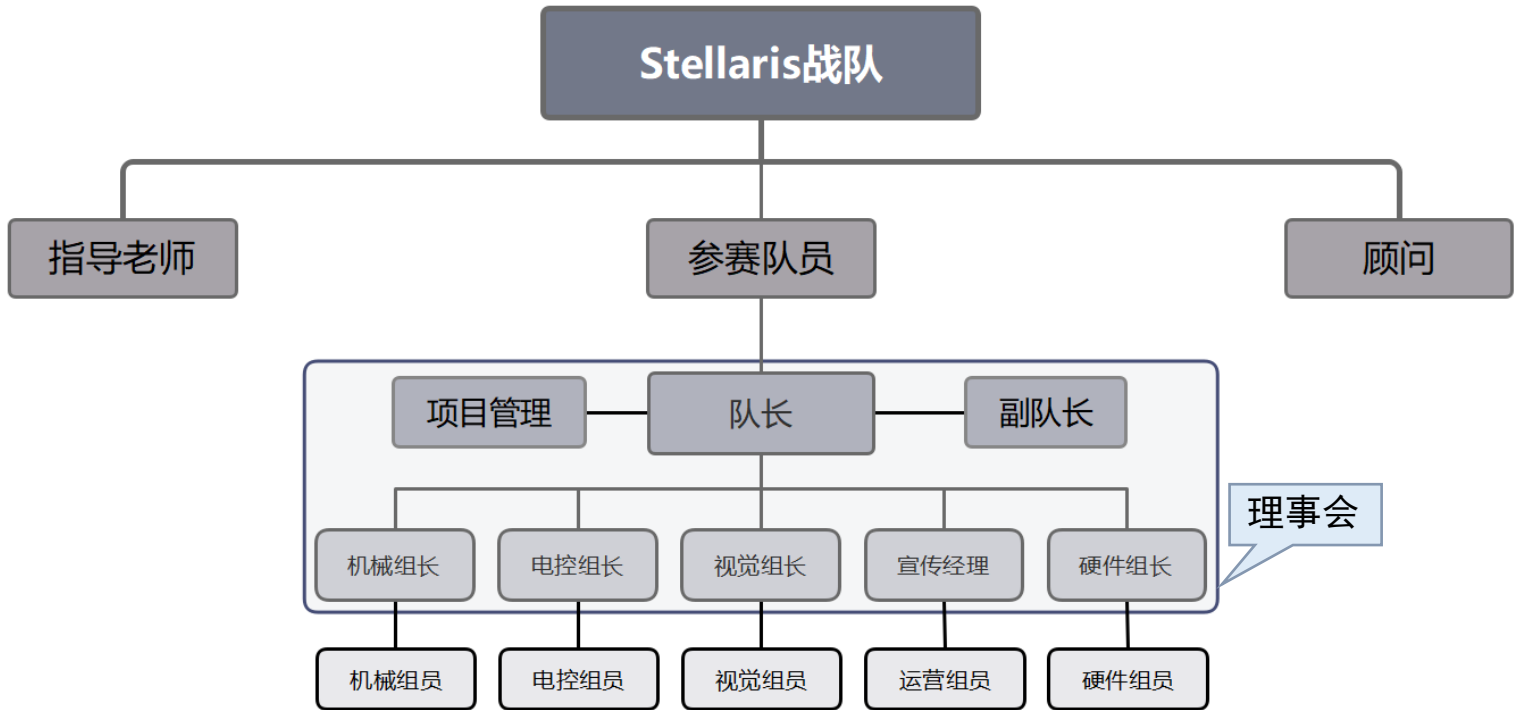 Stellaris战队
指导老师
参赛队员
顾问
项目管理
队长
副队长
理事会
机械组长
电控组长
视觉组长
宣传经理
硬件组长
机械组员
电控组员
视觉组员
运营组员
硬件组员